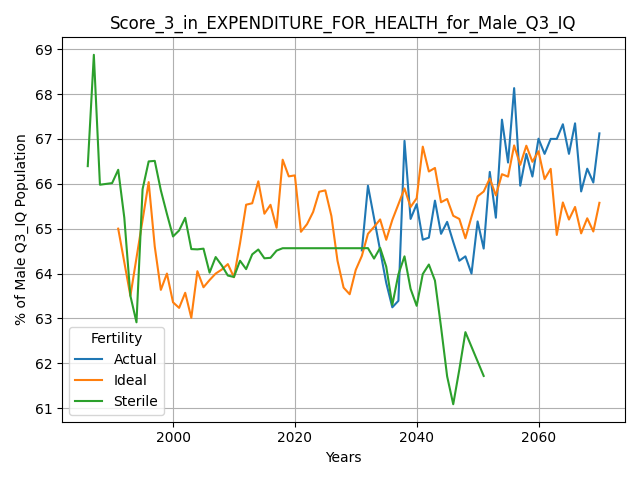 Score_3_in_EXPENDITURE_FOR_HEALTH_for_Male_Q3_IQ
% of Male Q3_IQ Population
69
68
67
66
65
64
63
62
61
Fertility
Actual
Ideal
Sterile
2000 2020 2040 2060
Years